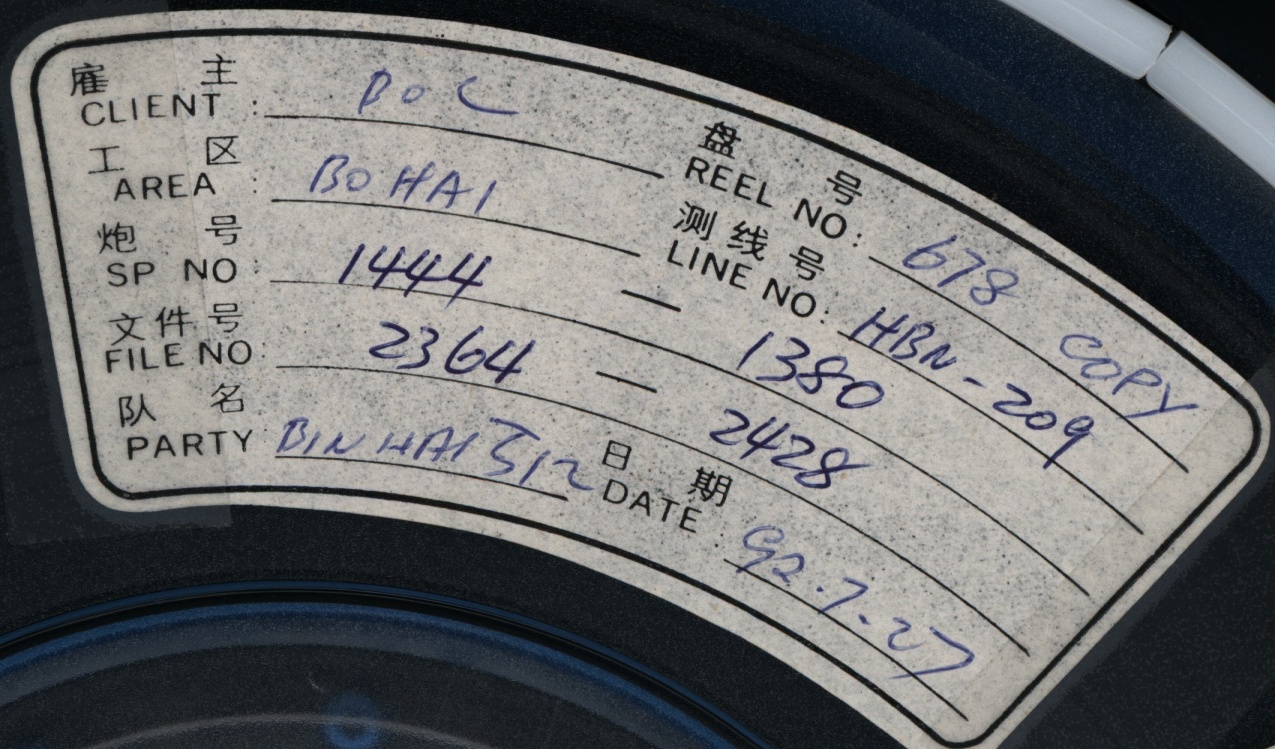 雇 主
CLIENT : BOC
盘 号
REEL NO: 678 COPY
工 区
AREA : BO HAI
测 线 号
LINE NO: HBN-209
炮 号
SP NO : 1444 — 1380
文 件 号
FILE NO : 2364 — 2428
队 名
PARTY : BIN HAI 512
日 期
DATE : 92.7.27